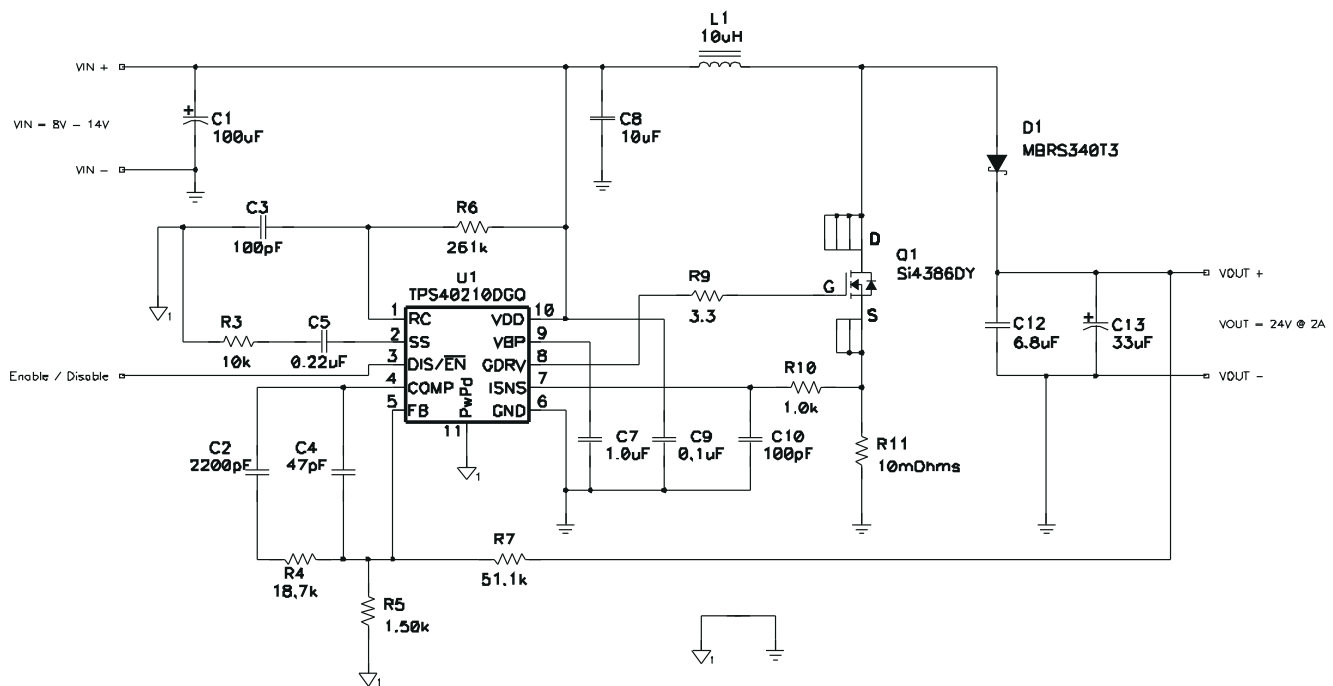 L1
10uH
VIN +
VIN = 8V - 14V
C1
100uF
C8
10uF
D1
MBRS340T3
VIN -
C3
100pF
R6
261k
U1
TPS40210DGQ
D
Q1
Si4386DY
G
S
VOUT +
VOUT = 24V @ 2A
VOUT -
R9
3.3
1
1 RC VDD 10
2 SS VBP 9
3 DIS/EN GDRV 8
4 COMP ISNS 7
5 FB GND 6
PwPd
11
R3
10k
C5
0.22uF
Enable / Disable
C12
6.8uF
C13
33uF
R10
1.0k
C2
2200pF
C4
47pF
1
C7
1.0uF
C9
0.1uF
C10
100pF
R11
10mOhms
R4
18.7k
R7
51.1k
R5
1.50k
1
1